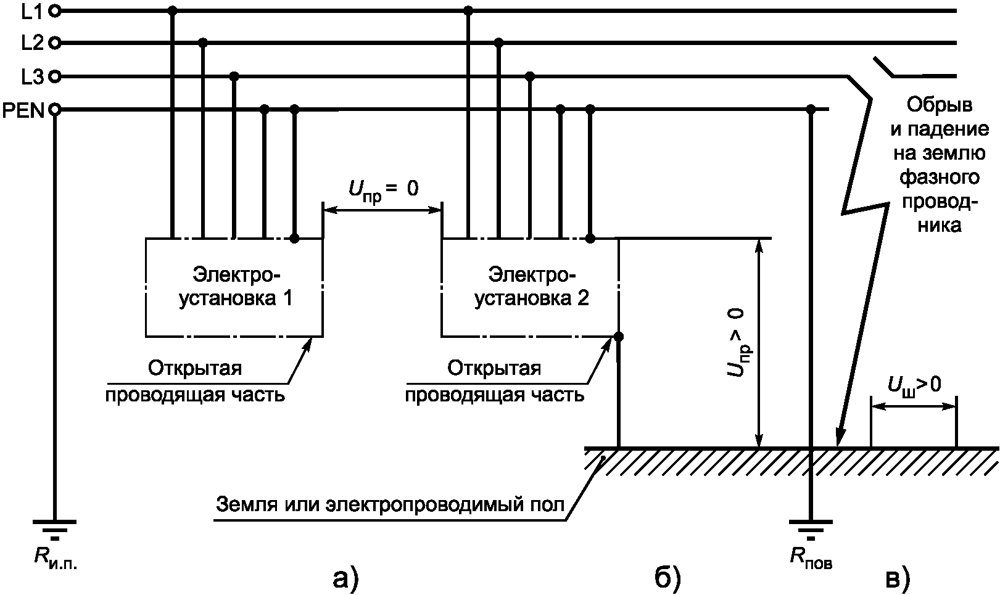 L1
L2
L3
PEN
Обрыв
и падение
на землю
фазного
провод-
ника
Uпр = 0
Электро-
установка 1
Электро-
установка 2
Uпр > 0
Открытая
проводящая часть
Открытая
проводящая часть
Uш>0
Земля или электропроводимый пол
Rи.п.
Rпов
а)
б)
в)